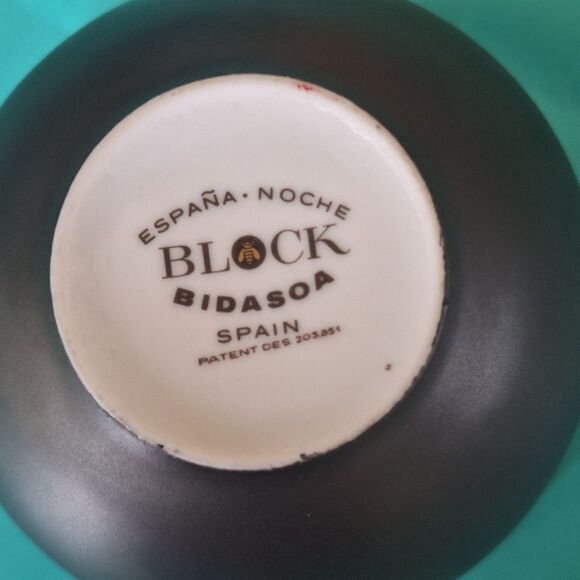 ESPAÑA · NOCHE
BLOCK
BIDASOA
SPAIN
PATENT DES 203.851